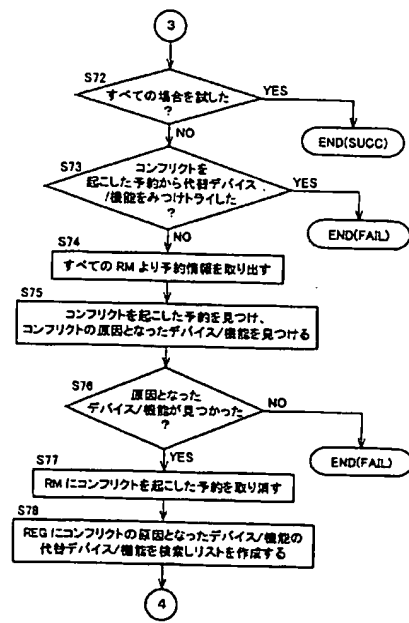 3
S72
すべての場合を試した
?
YES
NO
END(SUCC)
S73
コンフリクトを
起こした予約から代替デバイス
/機能をみつけトライした
?
YES
NO
END(FAIL)
S74
すべてのRMより予約情報を取り出す
S75
コンフリクトを起こした予約を見つけ、
コンフリクトの原因となったデバイス/機能を見つける
S76
原因となった
デバイス/機能が見つかった
?
NO
YES
END(FAIL)
S77
RMにコンフリクトを起こした予約を取り消す
S78
REGにコンフリクトの原因となったデバイス/機能の
代替デバイス/機能を検索しリストを作成する
4